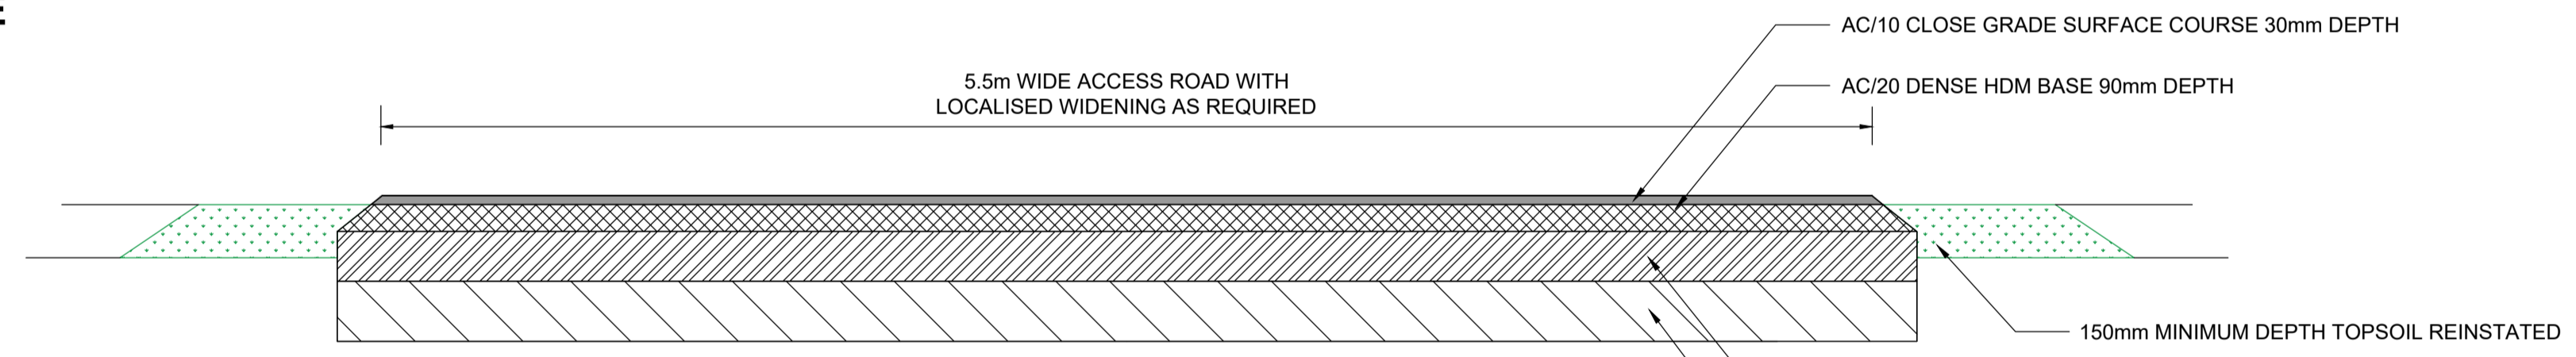 AC/10 CLOSE GRADE SURFACE COURSE 30mm DEPTH
5.5m WIDE ACCESS ROAD WITH
LOCALISED WIDENING AS REQUIRED
AC/20 DENSE HDM BASE 90mm DEPTH
150mm MINIMUM DEPTH TOPSOIL REINSTATED